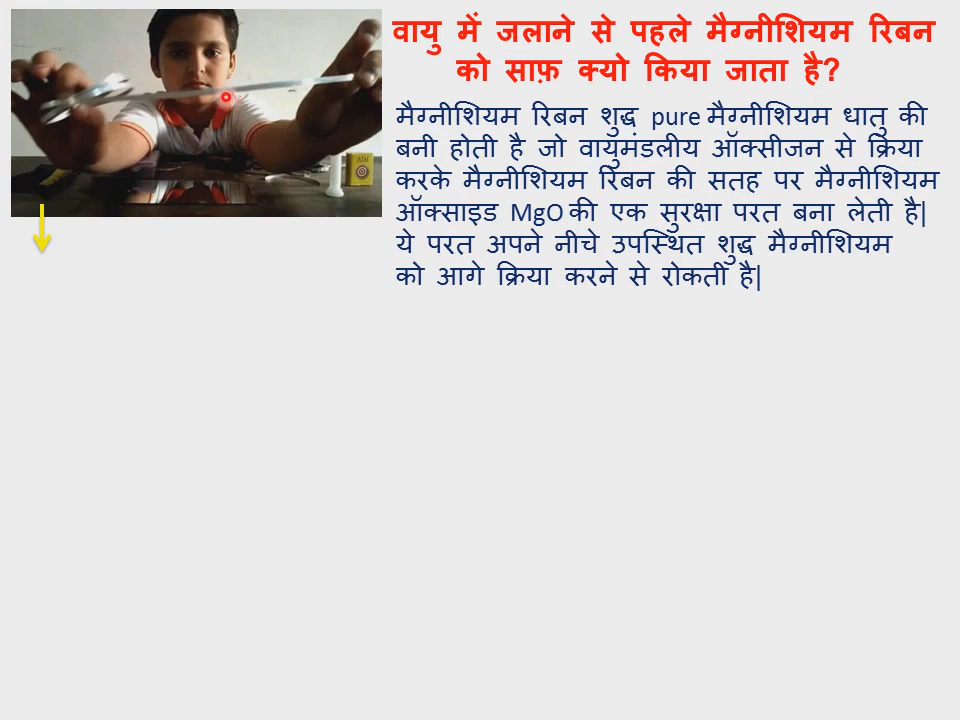 वायु में जलाने से पहले मैग्नीशियम रिबन
को साफ़ क्यो किया जाता है?
मैग्नीशियम रिबन शुद्ध pure मैग्नीशियम धातु की
बनी होती है जो वायुमंडलीय ऑक्सीजन से क्रिया
करके मैग्नीशियम रिबन की सतह पर मैग्नीशियम
ऑक्साइड MgO की एक सुरक्षा परत बना लेती है|
ये परत अपने नीचे उपस्थित शुद्ध मैग्नीशियम
को आगे क्रिया करने से रोकती है|
AIM